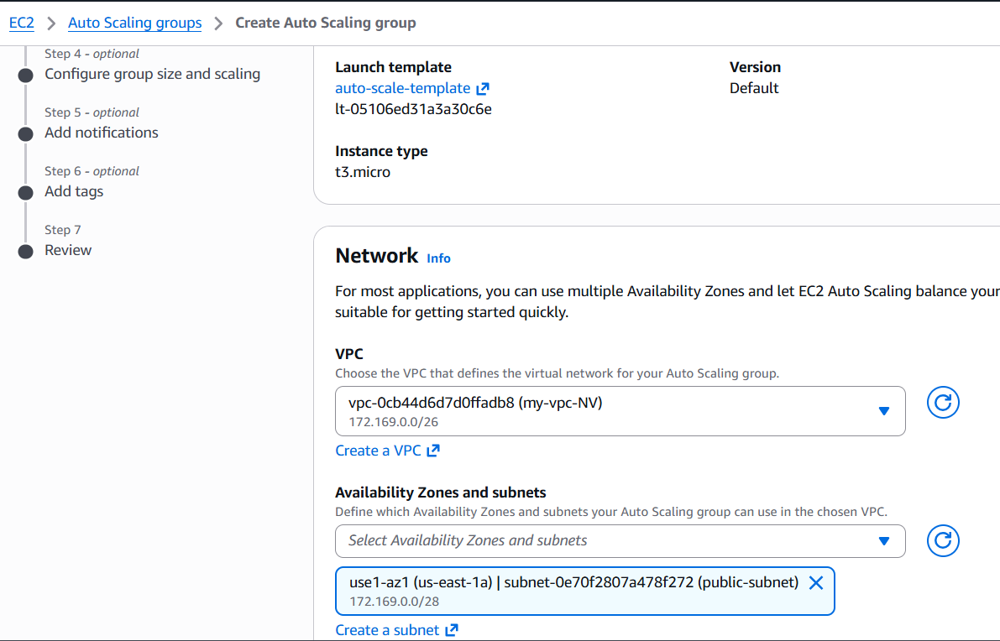 EC2 > Auto Scaling groups > Create Auto Scaling group
Step 4 - optional
Configure group size and scaling
Step 5 - optional
Add notifications
Step 6 - optional
Add tags
Step 7
Review
Launch template
auto-scale-template
lt-05106ed31a3a30c6e
Version
Default
Instance type
t3.micro
Network Info
For most applications, you can use multiple Availability Zones and let EC2 Auto Scaling balance your
suitable for getting started quickly.
VPC
Choose the VPC that defines the virtual network for your Auto Scaling group.
vpc-0cb44d6d7d0ffadb8 (my-vpc-NV)
172.169.0.0/26
Create a VPC
Availability Zones and subnets
Define which Availability Zones and subnets your Auto Scaling group can use in the chosen VPC.
Select Availability Zones and subnets
use1-az1 (us-east-1a) | subnet-0e70f2807a478f272 (public-subnet)
172.169.0.0/28
Create a subnet